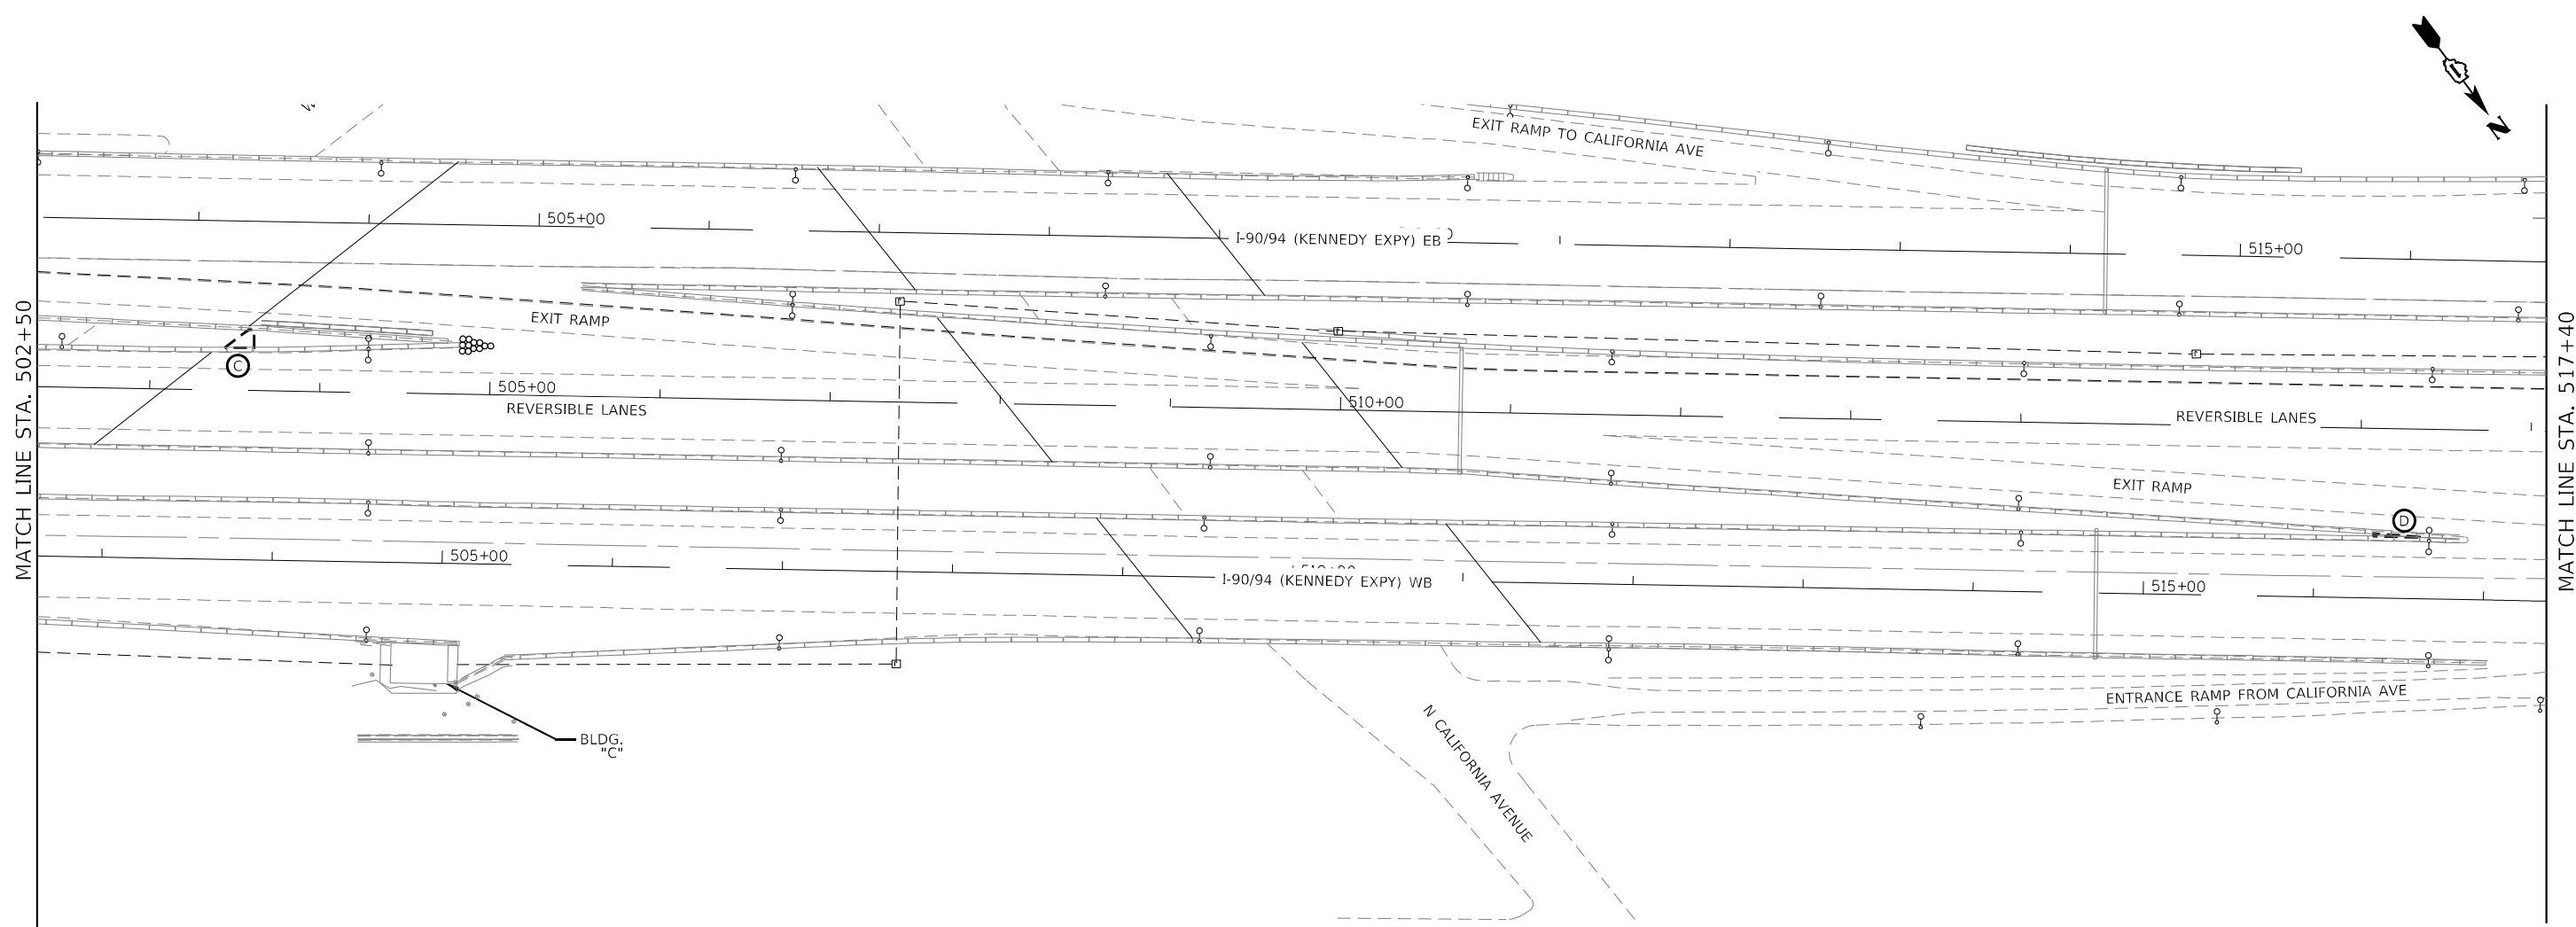 N
EXIT RAMP TO CALIFORNIA AVE
505+00
I-90/94 (KENNEDY EXPY) EB
515+00
MATCH LINE STA. 502+50
EXIT RAMP
C
505+00
REVERSIBLE LANES
510+00
REVERSIBLE LANES
MATCH LINE STA. 517+40
EXIT RAMP
D
505+00
I-90/94 (KENNEDY EXPY) WB
515+00
ENTRANCE RAMP FROM CALIFORNIA AVE
N CALIFORNIA AVENUE
BLDG.
"C"